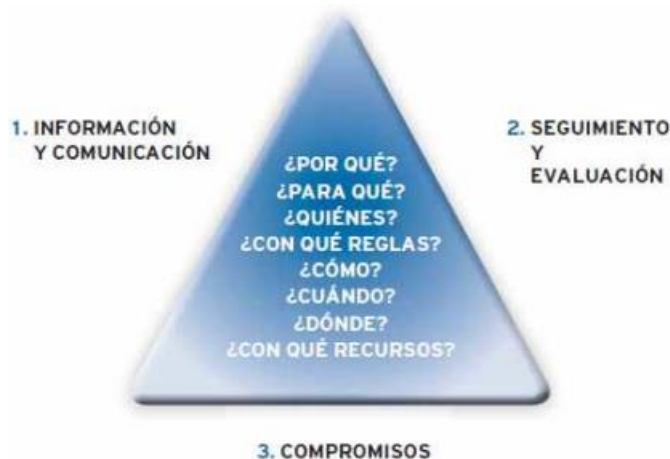 1. INFORMACIÓN
Y COMUNICACIÓN
2. SEGUIMIENTO
Y
EVALUACIÓN
¿POR QUÉ?
¿PARA QUÉ?
¿QUIÉNES?
¿CON QUÉ REGLAS?
¿CÓMO?
¿CUÁNDO?
¿DÓNDE?
¿CON QUÉ RECURSOS?
3. COMPROMISOS